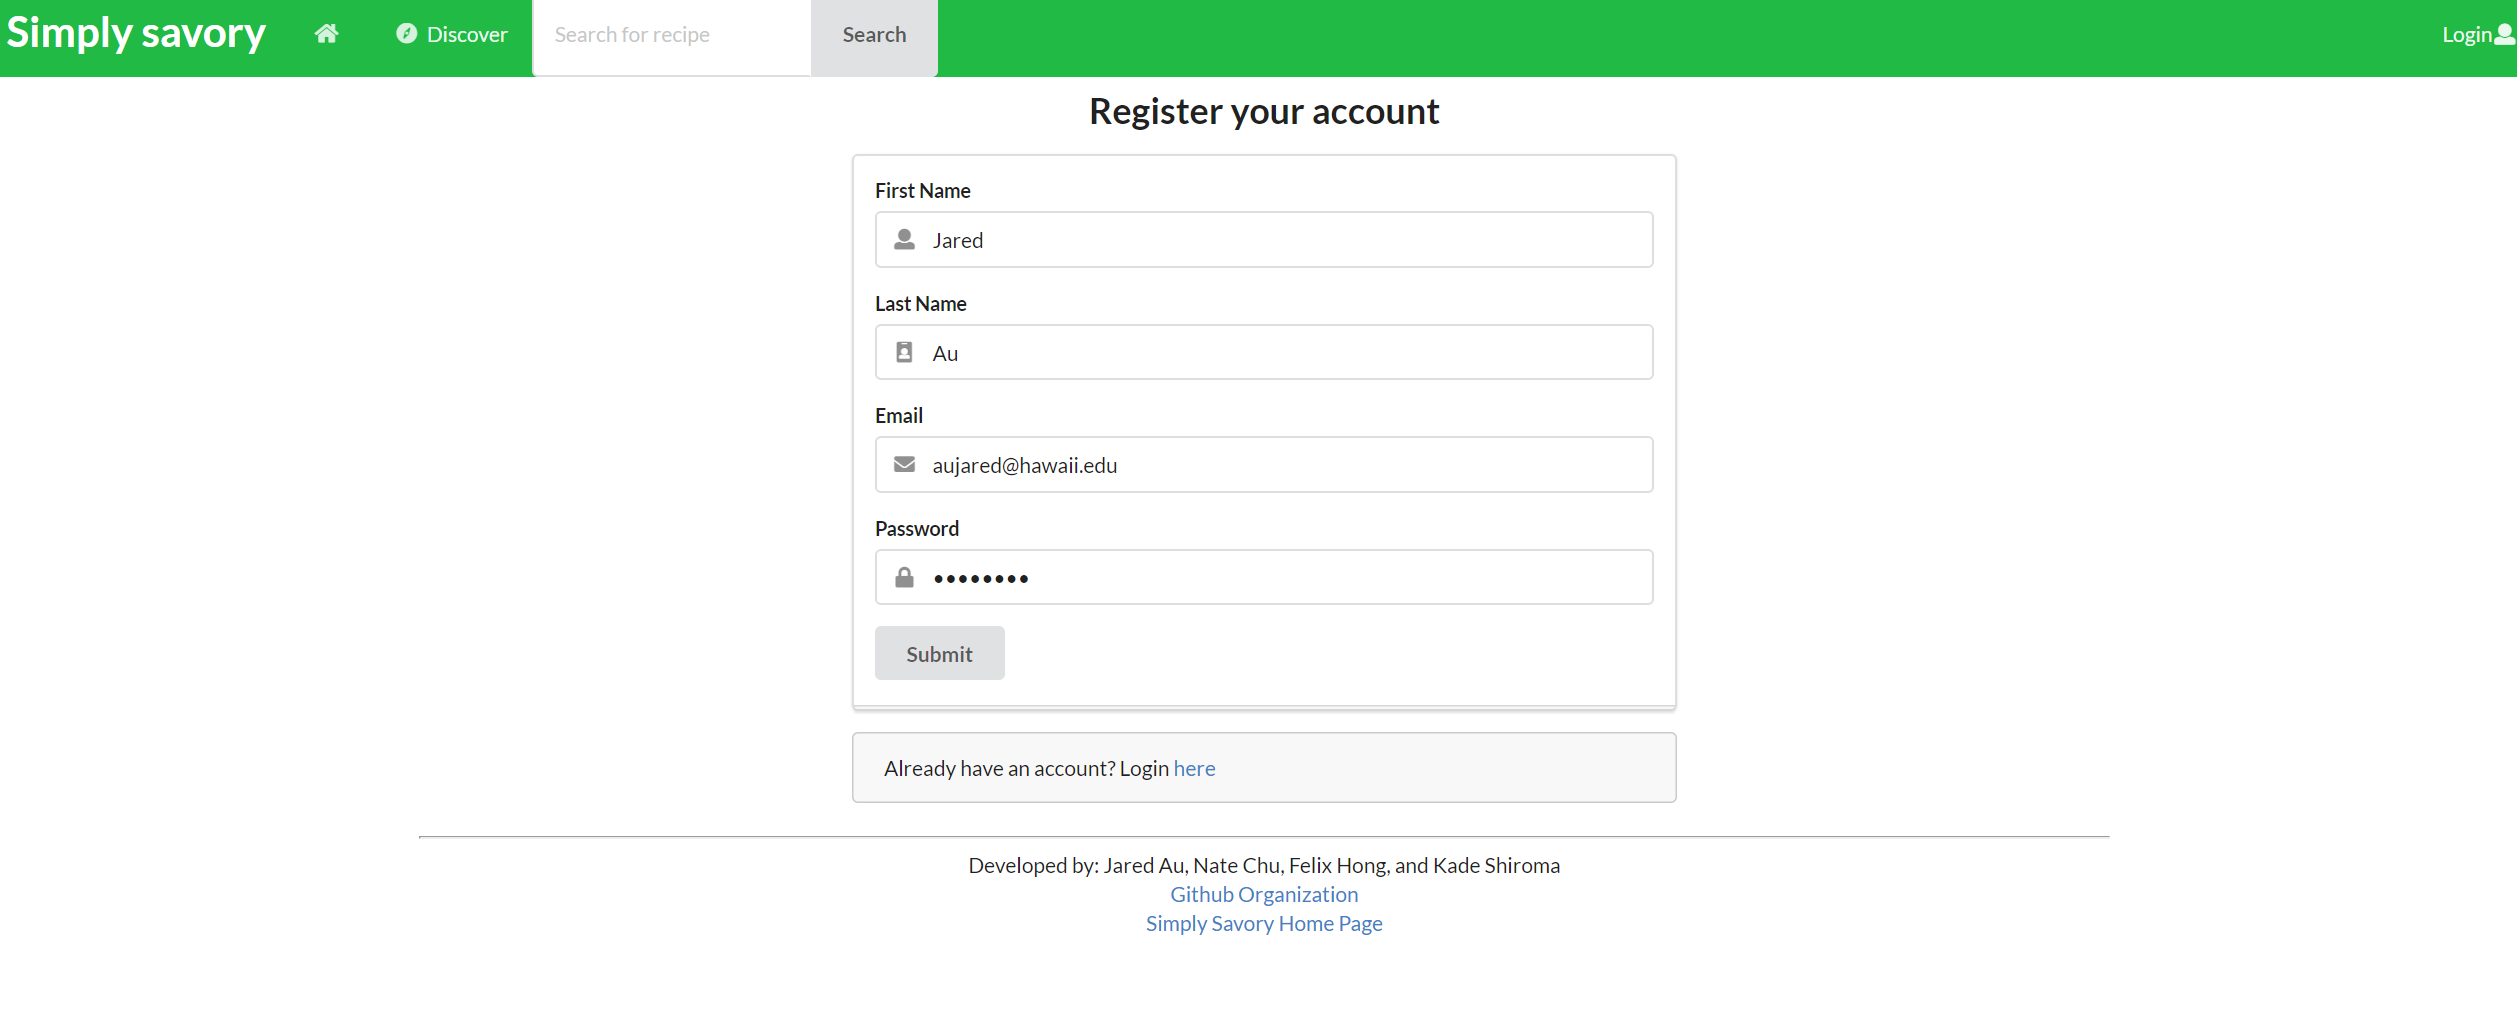 Simply savory Discover Search for recipe Search Login
Register your account
First Name
Jared
Last Name
Au
Email
aujared@hawaii.edu
Password
••••••••
Submit
Already have an account? Login here
Developed by: Jared Au, Nate Chu, Felix Hong, and Kade Shiroma
Github Organization
Simply Savory Home Page